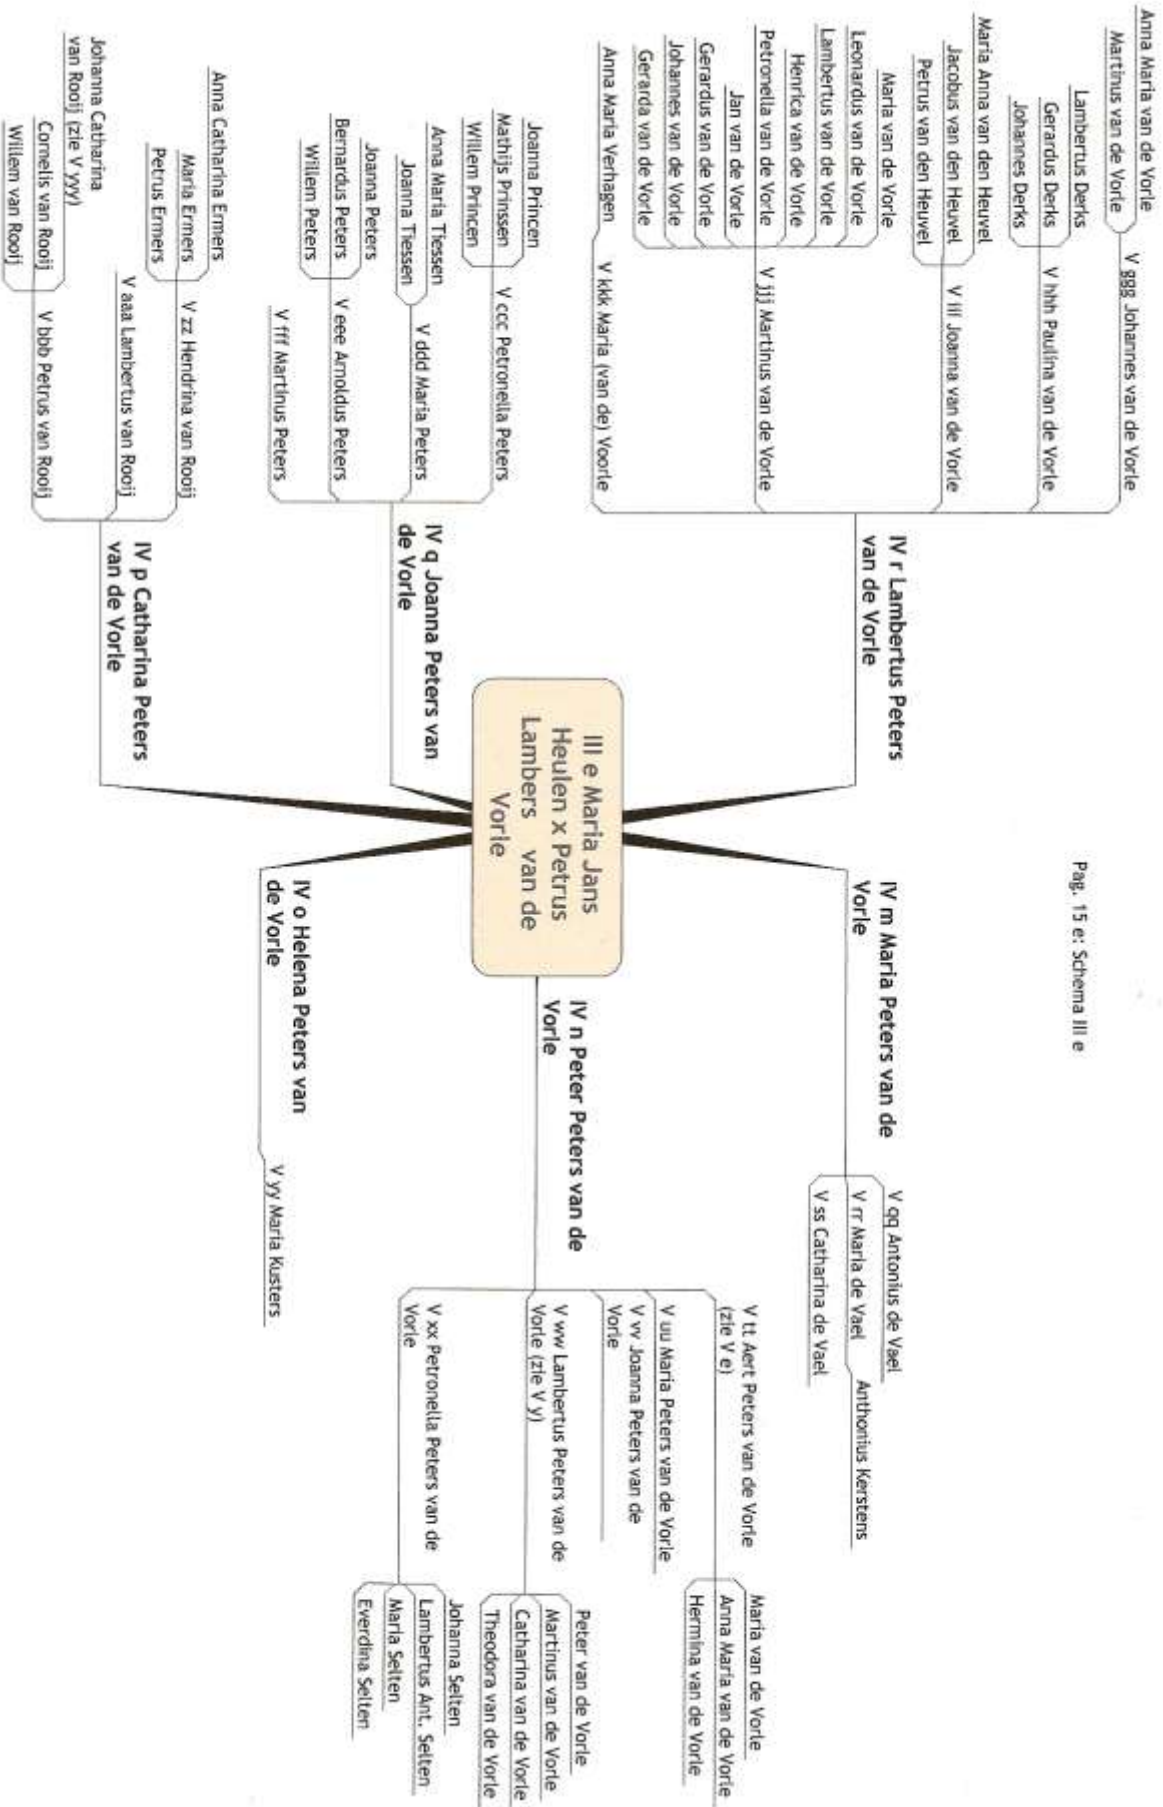 Pag. 15 e: Schema III e
III e Maria Jans
Heulen x Petrus
Lambers van de
Vorle
IV m Maria Peters van de
Vorle
V qq Antonius de Vael
V rr Maria de Vael
Anthonius Kerstens
V ss Catharina de Vael
IV n Peter Peters van de
Vorle
V tt Aert Peters van de Vorle
(zie V e)
Maria van de Vorle
Anna Maria van de Vorle
Hermina van de Vorle
V uu Maria Peters van de Vorle
V vv Joanna Peters van de
Vorle
V ww Lambertus Peters van de
Vorle (zie V y)
Peter van de Vorle
Martinus van de Vorle
Catharina van de Vorle
Theodora van de Vorle
V xx Petronella Peters van de
Vorle
Johanna Selten
Lambertus Ant. Selten
Maria Selten
Everdina Selten
IV o Helena Peters van
de Vorle
V yy Maria Kusters
IV r Lambertus Peters
van de Vorle
V ggg Johannes van de Vorle
Anna Maria van de Vorle
Martinus van de Vorle
V hhh Paulina van de Vorle
Lambertus Derks
Gerardus Derks
Johannes Derks
V iii Joanna van de Vorle
Maria Anna van den Heuvel
Jacobus van den Heuvel
Petrus van den Heuvel
V jjj Martinus van de Vorle
Maria van de Vorle
Leonardus van de Vorle
Lambertus van de Vorle
Henrica van de Vorle
Petronella van de Vorle
Jan van de Vorle
Gerardus van de Vorle
Johannes van de Vorle
Gerarda van de Vorle
V kkk Maria (van de) Voorle
Anna Maria Verhagen
IV q Joanna Peters van
de Vorle
V ccc Petronella Peters
Joanna Princen
Mathijs Prinssen
Willem Princen
V ddd Maria Peters
Anna Maria Tiessen
Joanna Tiessen
V eee Arnoldus Peters
Joanna Peters
Bernardus Peters
Willem Peters
V fff Martinus Peters
IV p Catharina Peters
van de Vorle
V zz Hendrina van Rooij
Anna Catharina Ermers
Maria Ermers
Petrus Ermers
V aaa Lambertus van Rooij
V bbb Petrus van Rooij
Johanna Catharina
van Rooij (zie V yyy)
Cornelis van Rooij
Willem van Rooij